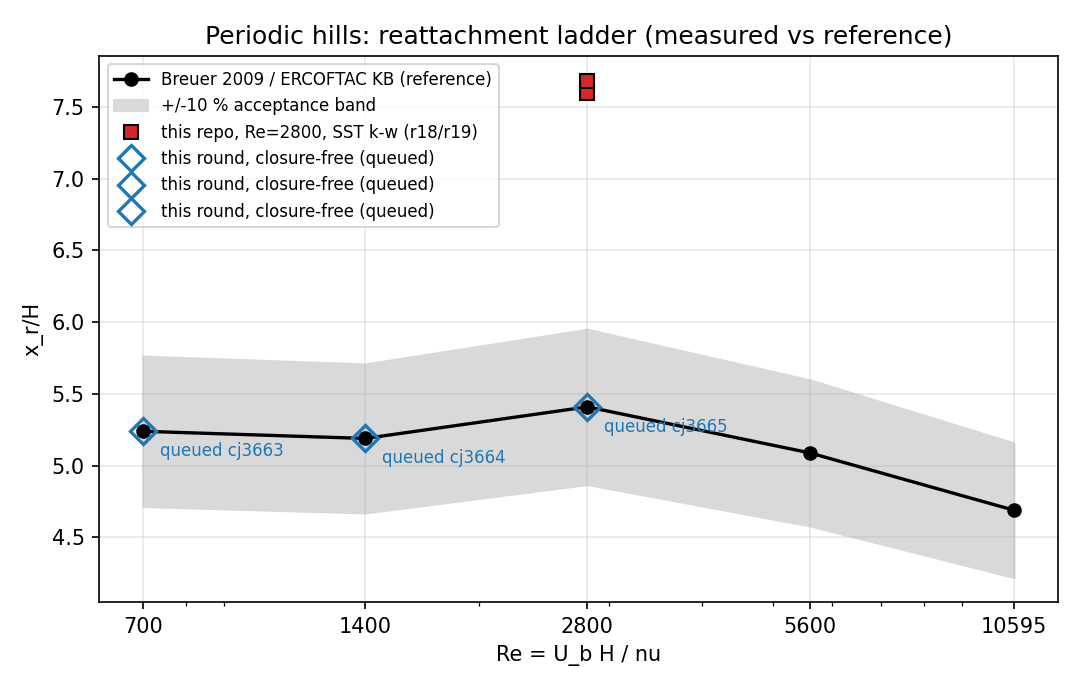 Periodic hills: reattachment ladder (measured vs reference)
Breuer 2009 / ERCOFTAC KB (reference)
+/-10 % acceptance band
this repo, Re=2800, SST k-w (r18/r19)
this round, closure-free (queued)
this round, closure-free (queued)
this round, closure-free (queued)
7.5
7.0
6.5
6.0
5.5
5.0
4.5
x_r/H
queued cj3663
queued cj3664
queued cj3665
700
1400
2800
5600
10595
Re = U_b H / nu